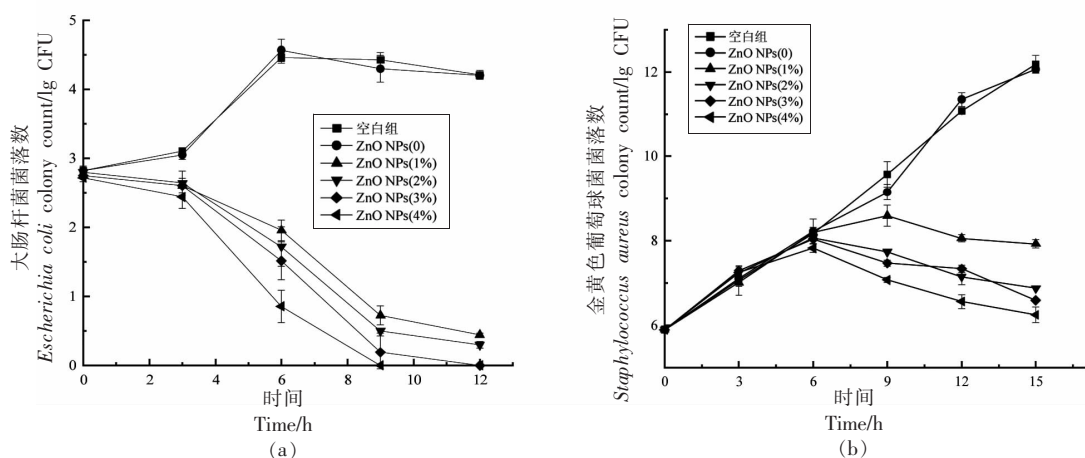 大肠杆菌菌落数
Escherichia coli colony count/lg CFU
5
4
3
2
1
0
空白组
ZnO NPs(0)
ZnO NPs(1%)
ZnO NPs(2%)
ZnO NPs(3%)
ZnO NPs(4%)
0 2 4 6 8 10 12
时间
Time/h
(a)
金黄色葡萄球菌菌落数
Staphylococcus aureus colony count/lg CFU
12
10
8
6
空白组
ZnO NPs(0)
ZnO NPs(1%)
ZnO NPs(2%)
ZnO NPs(3%)
ZnO NPs(4%)
0 3 6 9 12 15
时间
Time/h
(b)